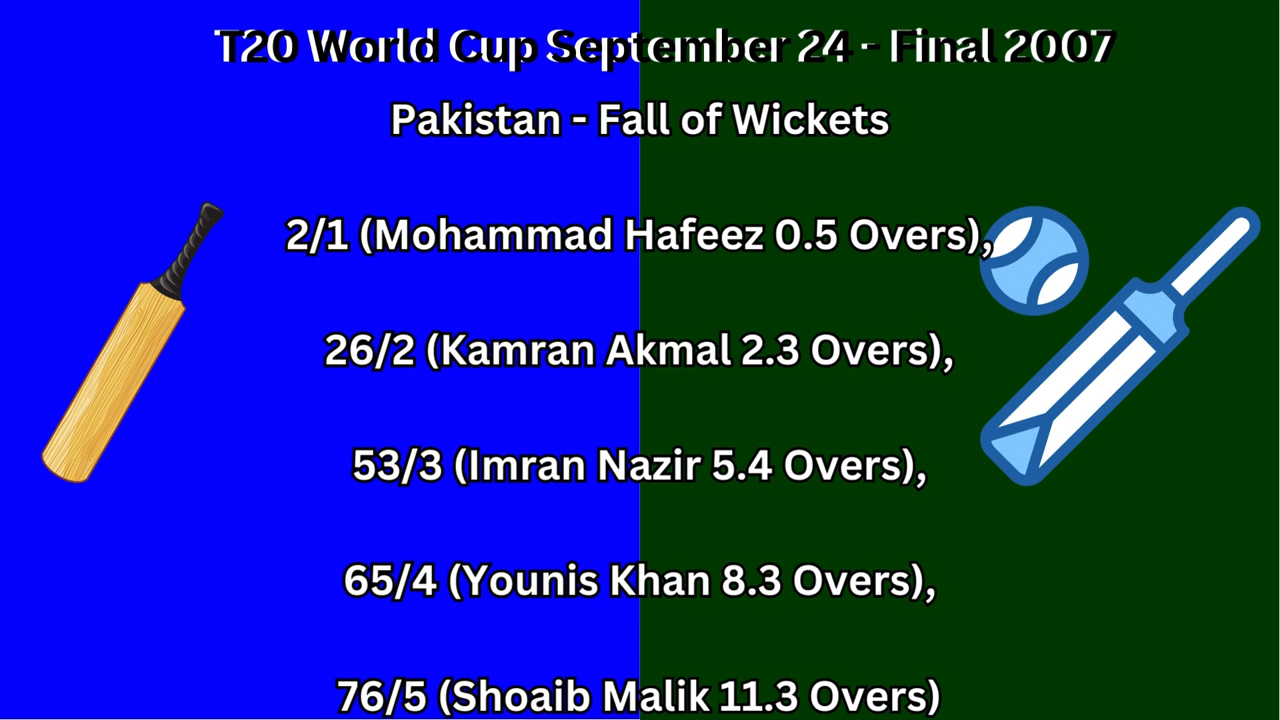 T20 World Cup September 24 - Final 2007
Pakistan - Fall of Wickets
2/1 (Mohammad Hafeez 0.5 Overs),
26/2 (Kamran Akmal 2.3 Overs),
53/3 (Imran Nazir 5.4 Overs),
65/4 (Younis Khan 8.3 Overs),
76/5 (Shoaib Malik 11.3 Overs)